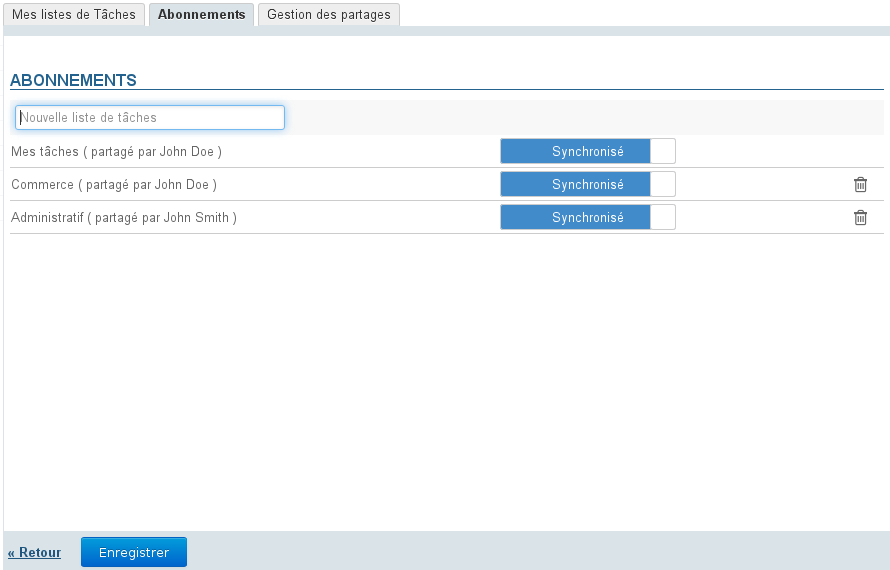 Mes listes de Tâches Abonnements Gestion des partages
ABONNEMENTS
Nouvelle liste de tâches
Mes tâches ( partagé par John Doe ) Synchronisé
Commerce ( partagé par John Doe ) Synchronisé
Administratif ( partagé par John Smith ) Synchronisé
« Retour Enregistrer